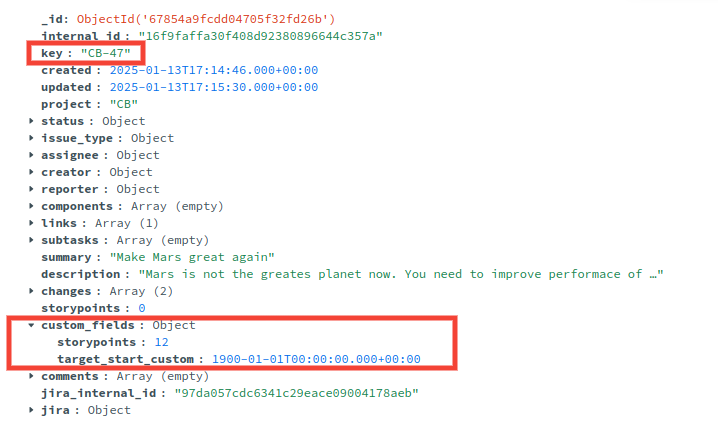 _id: ObjectId('67854a9fcdd04705f32fd26b')
internal_id : "16f9faffa30f408d92380896644c357a"
key : "CB-47"
created : 2025-01-13T17:14:46.000+00:00
updated : 2025-01-13T17:15:30.000+00:00
project : "CB"
status : Object
issue_type : Object
assignee : Object
creator : Object
reporter : Object
components : Array (empty)
links : Array (1)
subtasks : Array (empty)
summary : "Make Mars great again"
description : "Mars is not the greates planet now. You need to improve performace of …"
changes : Array (2)
storypoints : 0
custom_fields : Object
storypoints : 12
target_start_custom : 1900-01-01T00:00:00.000+00:00
comments : Array (empty)
jira_internal_id : "97da057cdc6341c29eace09004178aeb"
jira : Object